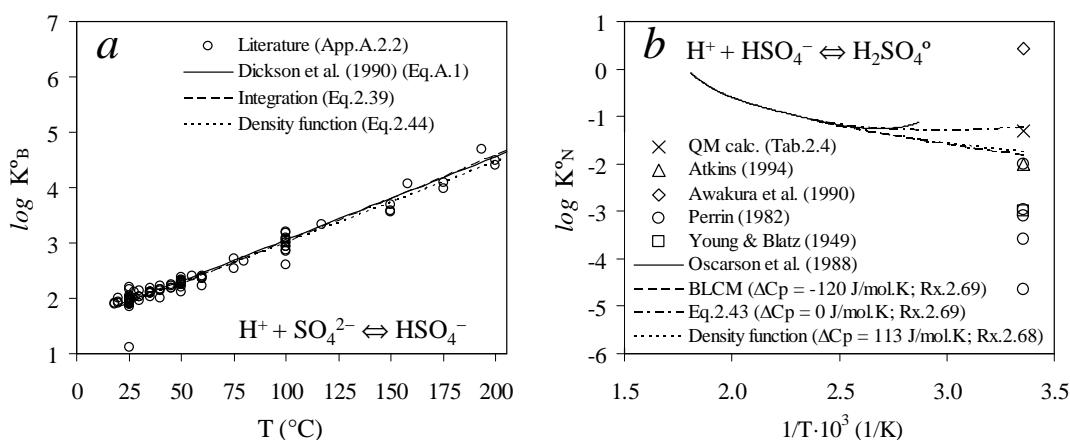 a
log K°B
7
6
5
4
3
2
1
Literature (App.A.2.2)
Dickson et al. (1990) (Eq.A.1)
Integration (Eq.2.39)
Density function (Eq.2.44)
H⁺ + SO₄²⁻ ⇔ HSO₄⁻
0 25 50 75 100 125 150 175 200
T (°C)
b
log K°N
1
0
-1
-2
-3
-4
-5
-6
H⁺ + HSO₄⁻ ⇔ H₂SO₄°
QM calc. (Tab.2.4)
Atkins (1994)
Awakura et al. (1990)
Perrin (1982)
Young & Blatz (1949)
Oscarson et al. (1988)
BLCM (ΔCp = -120 J/mol.K; Rx.2.69)
Eq.2.43 (ΔCp = 0 J/mol.K; Rx.2.69)
Density function (ΔCp = 113 J/mol.K; Rx.2.68)
1.5 2.0 2.5 3.0 3.5
1/T·10³ (1/K)